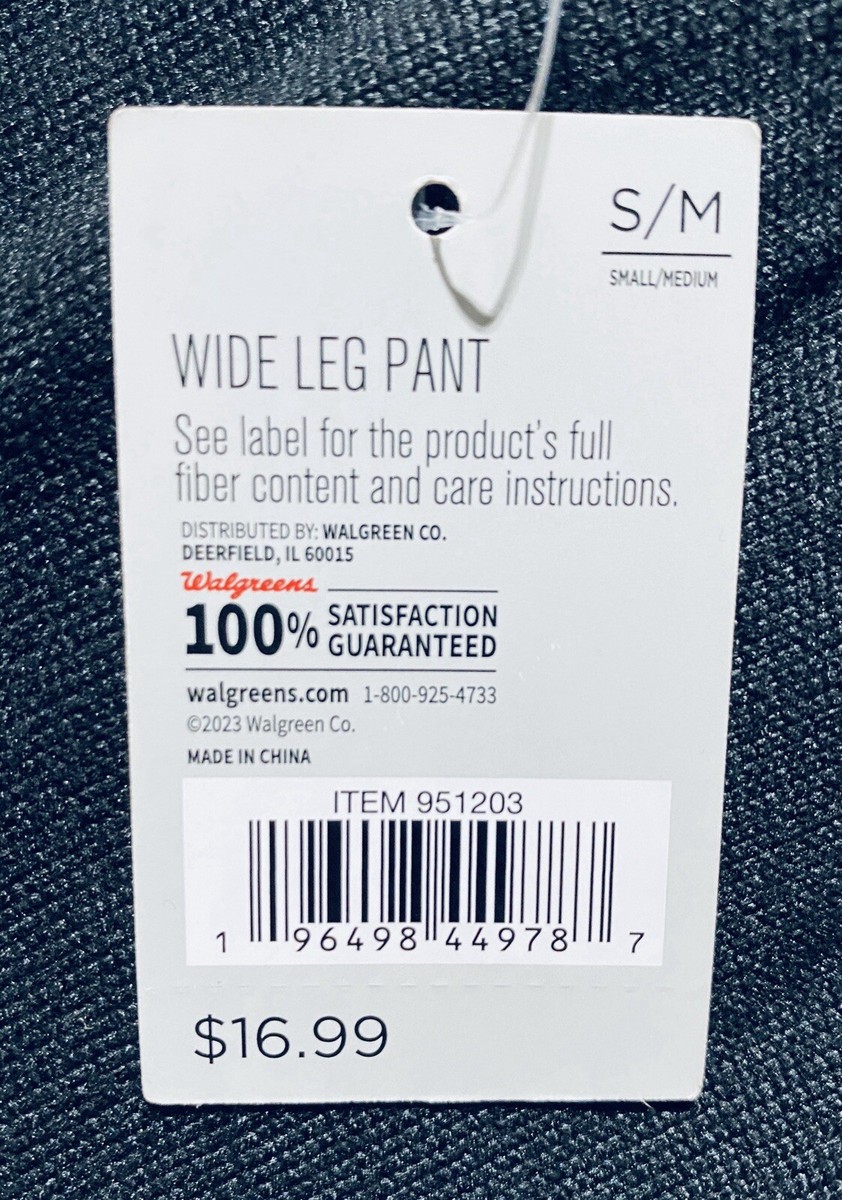 S/M
SMALL/MEDIUM
WIDE LEG PANT
See label for the product's full
fiber content and care instructions.
DISTRIBUTED BY: WALGREEN CO.
DEERFIELD, IL 60015
Walgreens
100% SATISFACTION
GUARANTEED
walgreens.com 1-800-925-4733
©2023 Walgreen Co.
MADE IN CHINA
ITEM 951203
1 96498 44978 7
$16.99